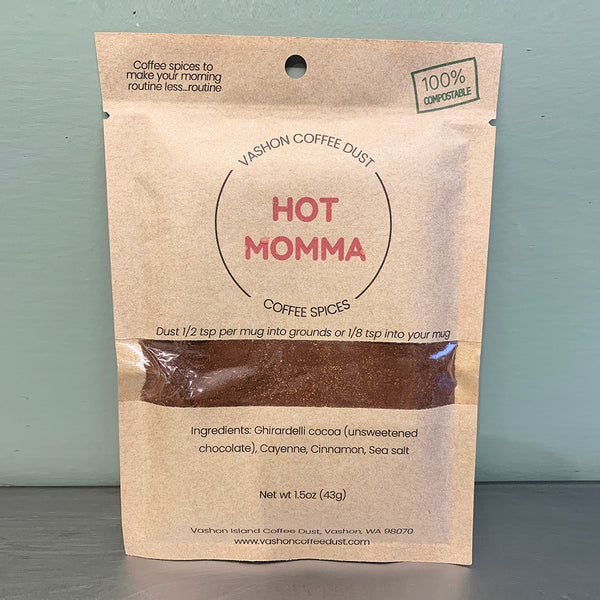 Coffee spices to
make your morning
routine less...routine
100%
COMPOSTABLE
VASHON COFFEE DUST
HOT
MOMMA
COFFEE SPICES
Dust 1/2 tsp per mug into grounds or 1/8 tsp into your mug
Ingredients: Ghirardelli cocoa (unsweetened
chocolate), Cayenne, Cinnamon, Sea salt
Net wt 1.5oz (43g)
Vashon Island Coffee Dust, Vashon, WA 98070
www.vashoncoffeedust.com